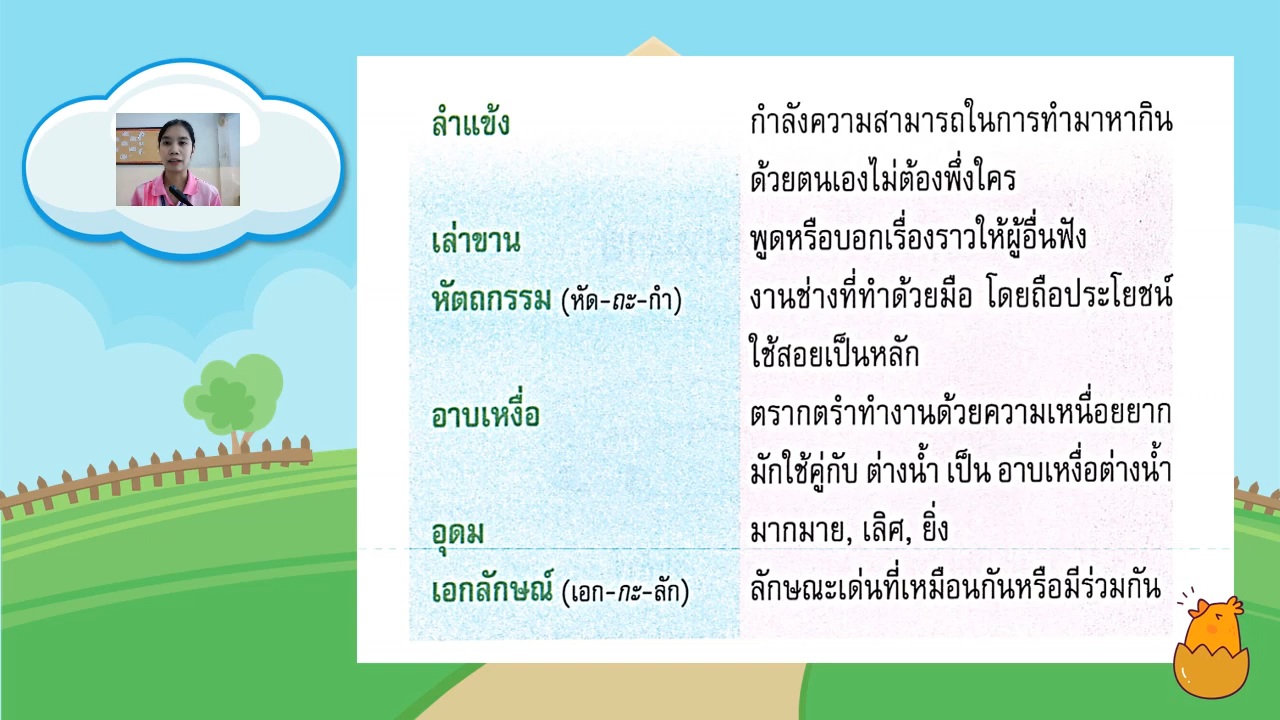 ลำแข้ง กำลังความสามารถในการทำมาหากิน
ด้วยตนเองไม่ต้องพึ่งใคร
เล่าขาน พูดหรือบอกเรื่องราวให้ผู้อื่นฟัง
หัตถกรรม (หัด-ถะ-กำ) งานช่างที่ทำด้วยมือ โดยถือประโยชน์
ใช้สอยเป็นหลัก
อาบเหงื่อ ตรากตรำทำงานด้วยความเหนื่อยยาก
มักใช้คู่กับ ต่างน้ำ เป็น อาบเหงื่อต่างน้ำ
อุดม มากมาย, เลิศ, ยิ่ง
เอกลักษณ์ (เอก-กะ-ลัก) ลักษณะเด่นที่เหมือนกันหรือมีร่วมกัน